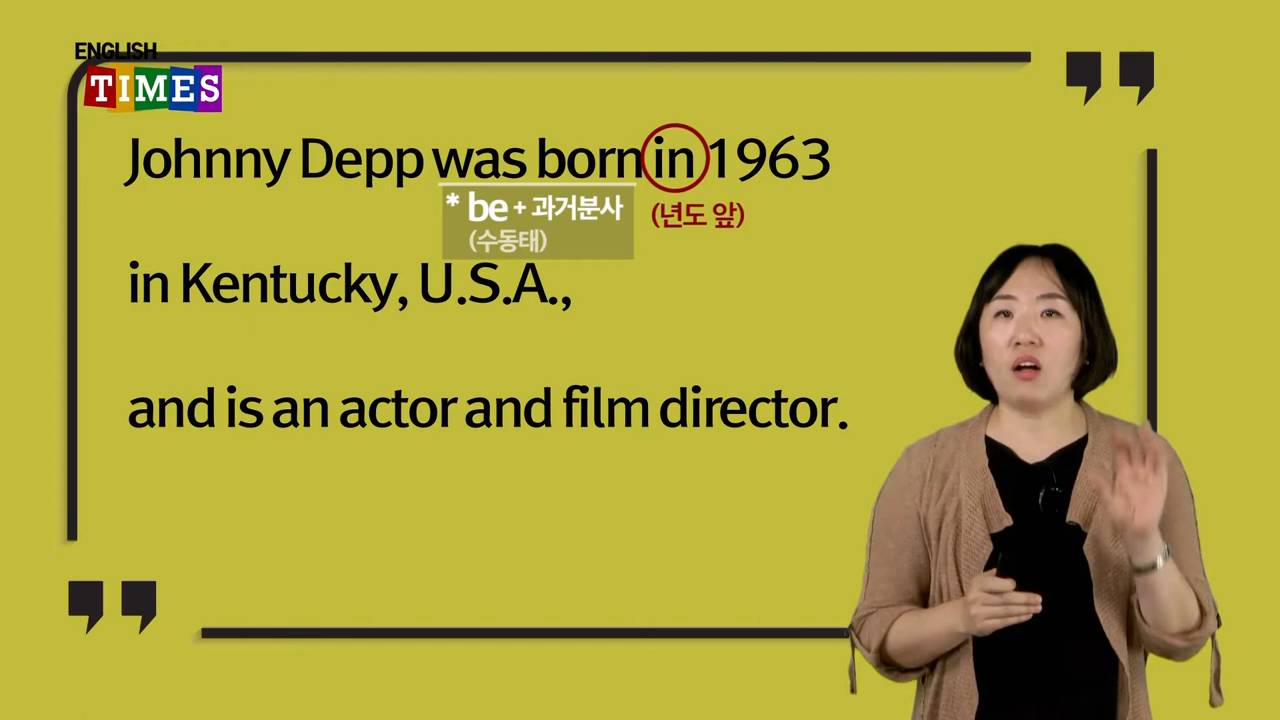 ENGLISH
TIMES
Johnny Depp was born in 1963
* be + 과거분사
(수동태)
(년도 앞)
in Kentucky, U.S.A.,
and is an actor and film director.